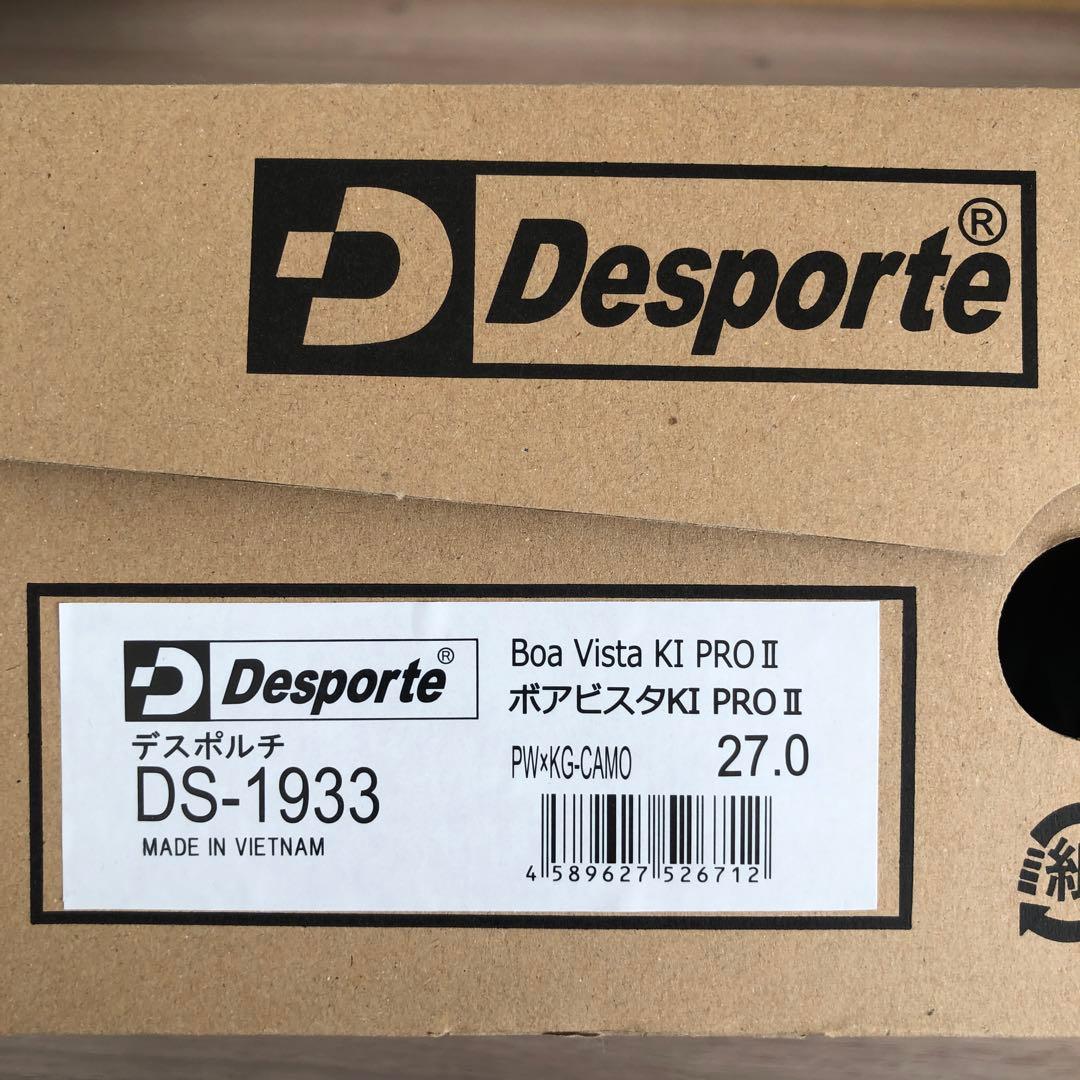 Desporte®
Desporte®
デスポルチ
DS-1933
MADE IN VIETNAM
Boa Vista KI PRO Ⅱ
ボアビスタKI PRO Ⅱ
PW×KG-CAMO 27.0
4 589627 526712